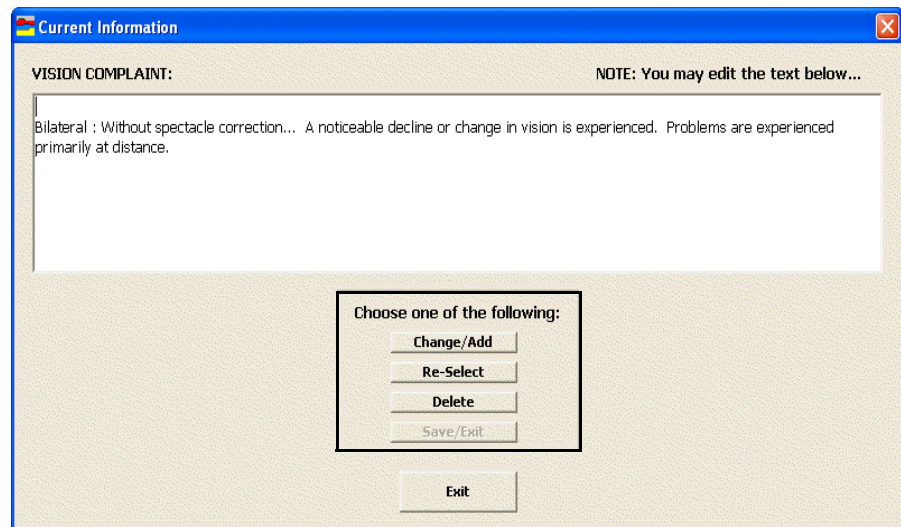 Current Information
VISION COMPLAINT: NOTE: You may edit the text below...
Bilateral : Without spectacle correction... A noticeable decline or change in vision is experienced. Problems are experienced
primarily at distance.
Choose one of the following:
Change/Add
Re-Select
Delete
Save/Exit
Exit